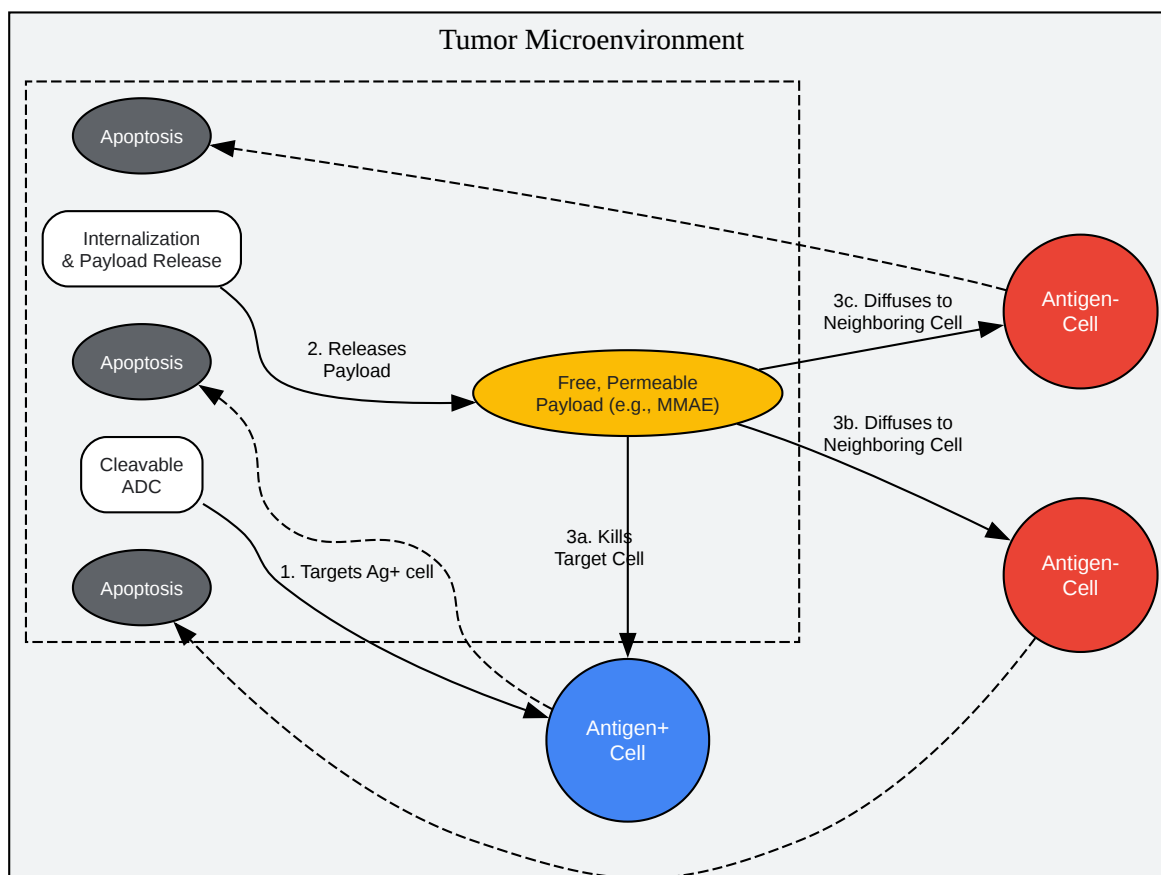 Tumor Microenvironment
Apoptosis
Internalization
& Payload Release
Apoptosis
Cleavable
ADC
Apoptosis
2. Releases
Payload
Free, Permeable
Payload (e.g., MMAE)
3c. Diffuses to
Neighboring Cell
3b. Diffuses to
Neighboring Cell
Antigen-
Cell
Antigen-
Cell
3a. Kills
Target Cell
1. Targets Ag+ cell
Antigen+
Cell